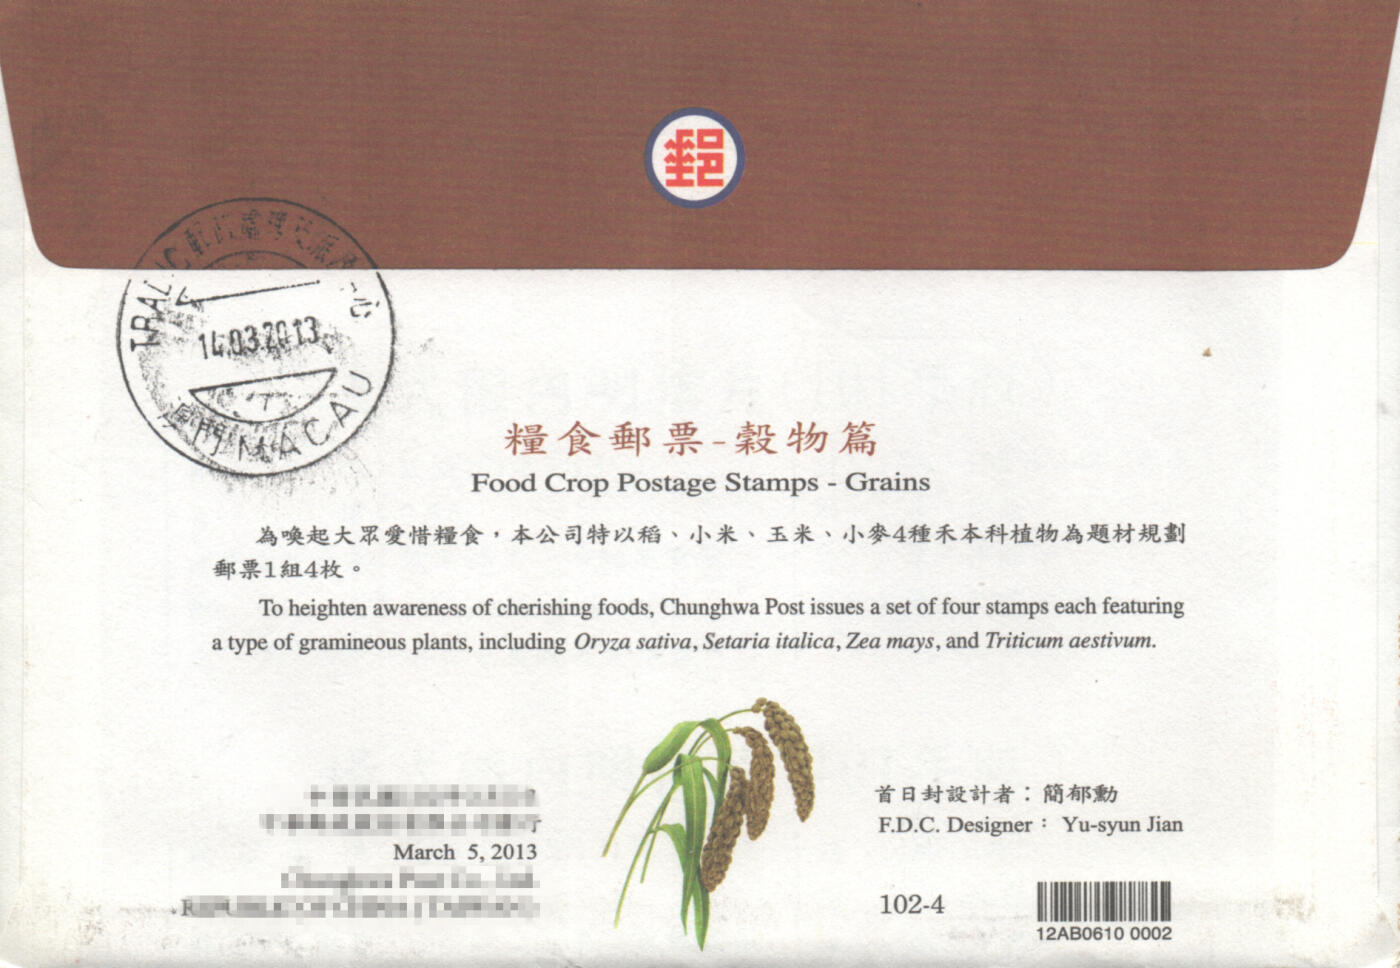 郵
14.03.2013
澳門 MACAU
糧食郵票-穀物篇
Food Crop Postage Stamps - Grains
為喚起大眾愛惜糧食，本公司特以稻、小米、玉米、小麥4種禾本科植物為題材規劃
郵票1組4枚。
To heighten awareness of cherishing foods, Chunghwa Post issues a set of four stamps each featuring
a type of gramineous plants, including Oryza sativa, Setaria italica, Zea mays, and Triticum aestivum.
March 5, 2013
首日封設計者：簡郁勳
F.D.C. Designer： Yu-syun Jian
102-4
12AB0610 0002